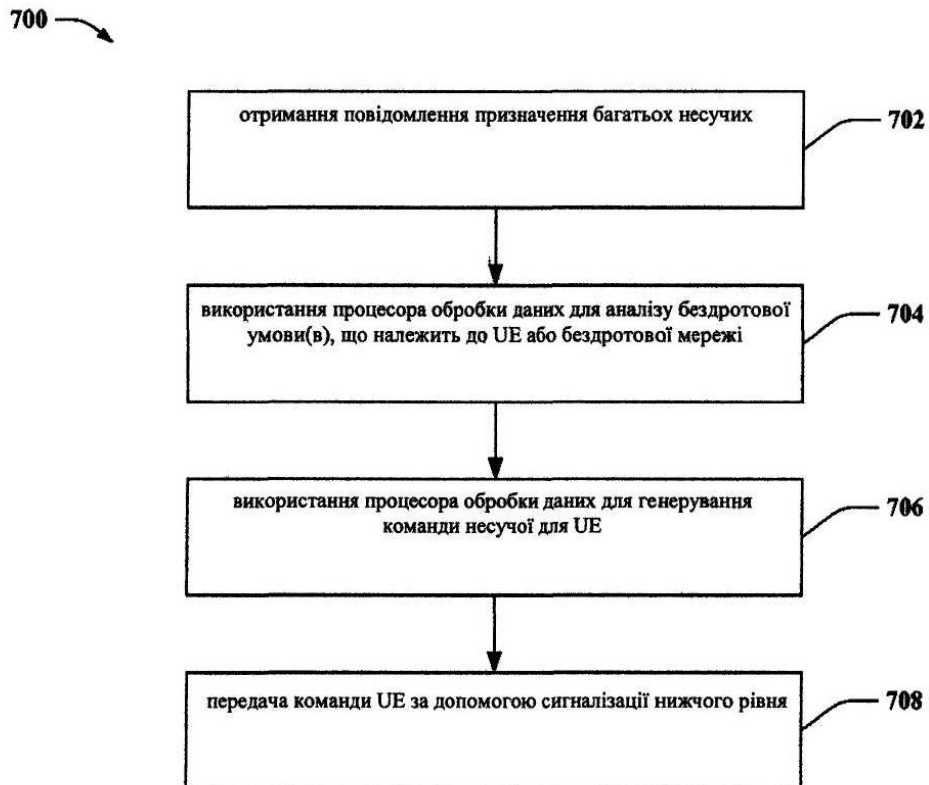 700
отримання повідомлення призначення багатьох несучих
702
використання процесора обробки даних для аналізу бездротової
умови(в), що належить до UE або бездротової мережі
704
використання процесора обробки даних для генерування
команди несучої для UE
706
передача команди UE за допомогою сигналізації нижчого рівня
708